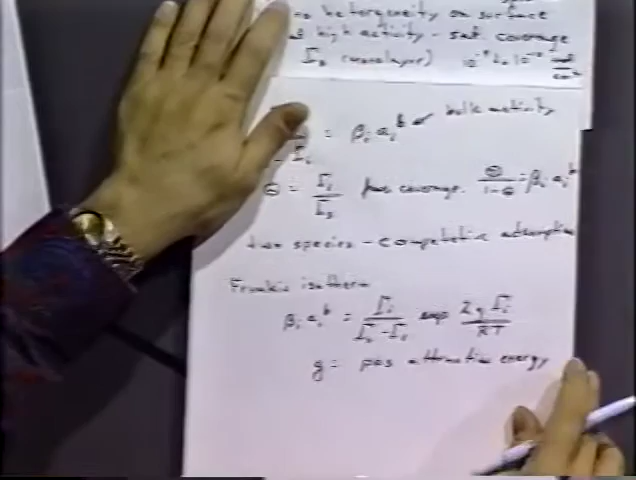 no heterogeneity on surface
at high activity - sat. coverage
Γs (monolayer) 10⁻⁹ to 10⁻¹⁰ mol/cm²
= βi ai^b ← bulk activity
Θ = Γi/Γs frac coverage. Θ/1-Θ = βi ai^b
two species - competitive adsorption
Frumkin isotherm
βi ai^b = Γi/Γs-Γi exp 2gΓi/RT
g = pos attraction energy